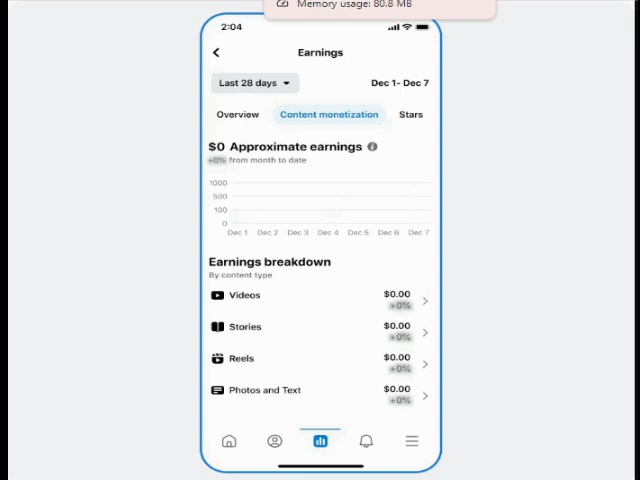 Memory usage: 80.8 MB
2:04
Earnings
Last 28 days
Dec 1- Dec 7
Overview
Content monetization
Stars
$0 Approximate earnings
+0% from month to date
1000
500
100
0
Dec 1 Dec 2 Dec 3 Dec 4 Dec 5 Dec 6 Dec 7
Earnings breakdown
By content type
Videos $0.00
+0%
Stories $0.00
+0%
Reels $0.00
+0%
Photos and Text $0.00
+0%